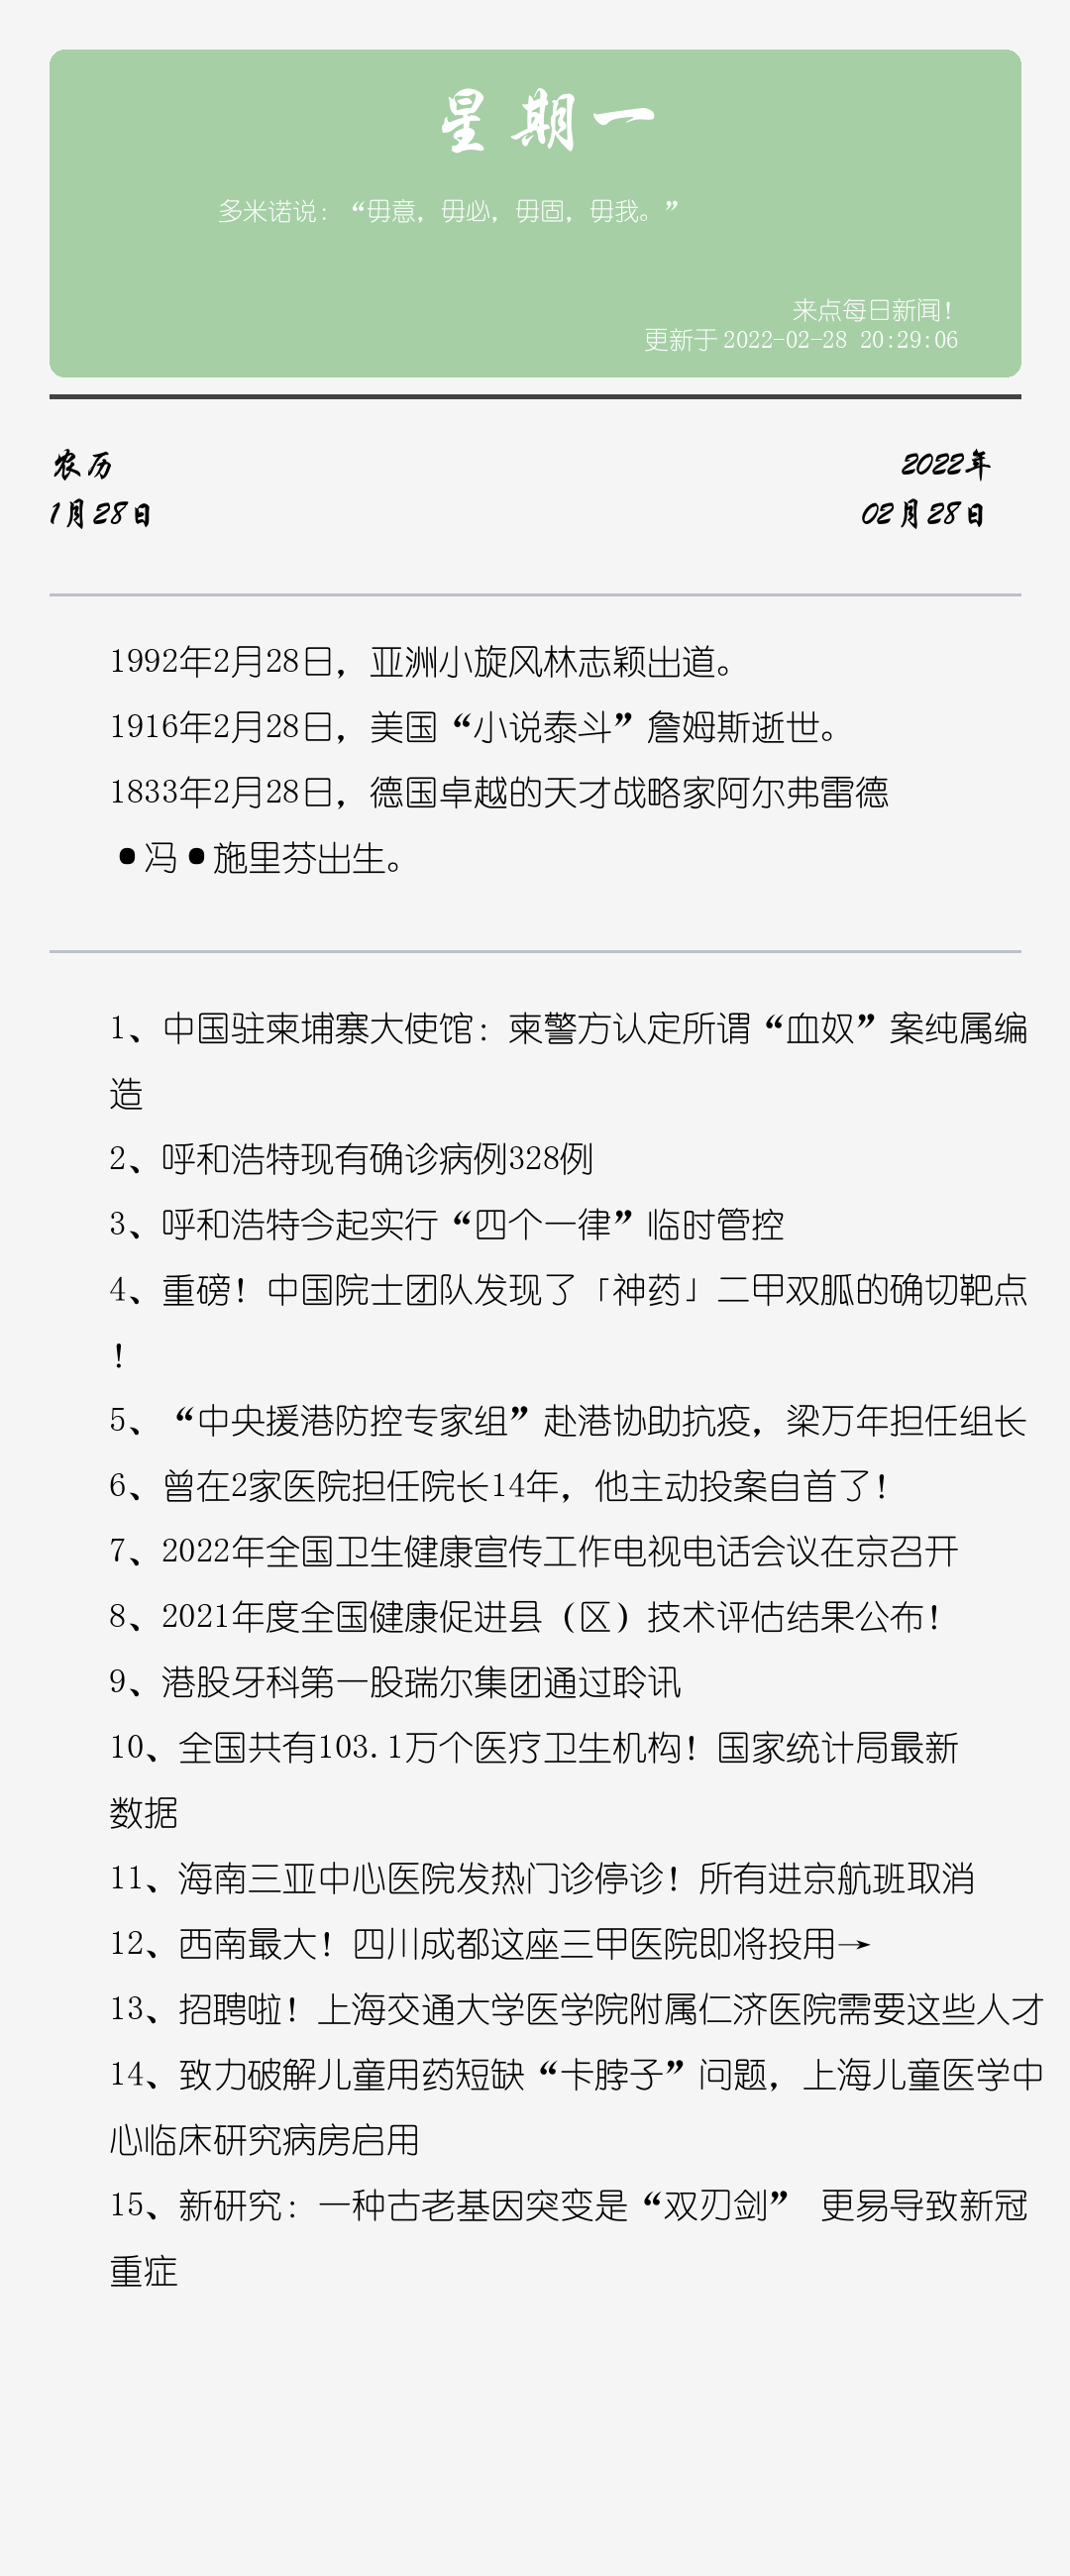 星期一
多米诺说：“毋意，毋必，毋固，毋我。”
来点每日新闻！
更新于 2022-02-28 20:29:06
农历
1月28日
2022年
02月28日
1992年2月28日，亚洲小旋风林志颖出道。
1916年2月28日，美国“小说泰斗”詹姆斯逝世。
1833年2月28日，德国卓越的天才战略家阿尔弗雷德
•冯•施里芬出生。
1、中国驻柬埔寨大使馆：柬警方认定所谓“血奴”案纯属编
造
2、呼和浩特现有确诊病例328例
3、呼和浩特今起实行“四个一律”临时管控
4、重磅！中国院士团队发现了「神药」二甲双胍的确切靶点
！
5、“中央援港防控专家组”赴港协助抗疫，梁万年担任组长
6、曾在2家医院担任院长14年，他主动投案自首了！
7、2022年全国卫生健康宣传工作电视电话会议在京召开
8、2021年度全国健康促进县（区）技术评估结果公布！
9、港股牙科第一股瑞尔集团通过聆讯
10、全国共有103.1万个医疗卫生机构！国家统计局最新
数据
11、海南三亚中心医院发热门诊停诊！所有进京航班取消
12、西南最大！四川成都这座三甲医院即将投用→
13、招聘啦！上海交通大学医学院附属仁济医院需要这些人才
14、致力破解儿童用药短缺“卡脖子”问题，上海儿童医学中
心临床研究病房启用
15、新研究：一种古老基因突变是“双刃剑” 更易导致新冠
重症